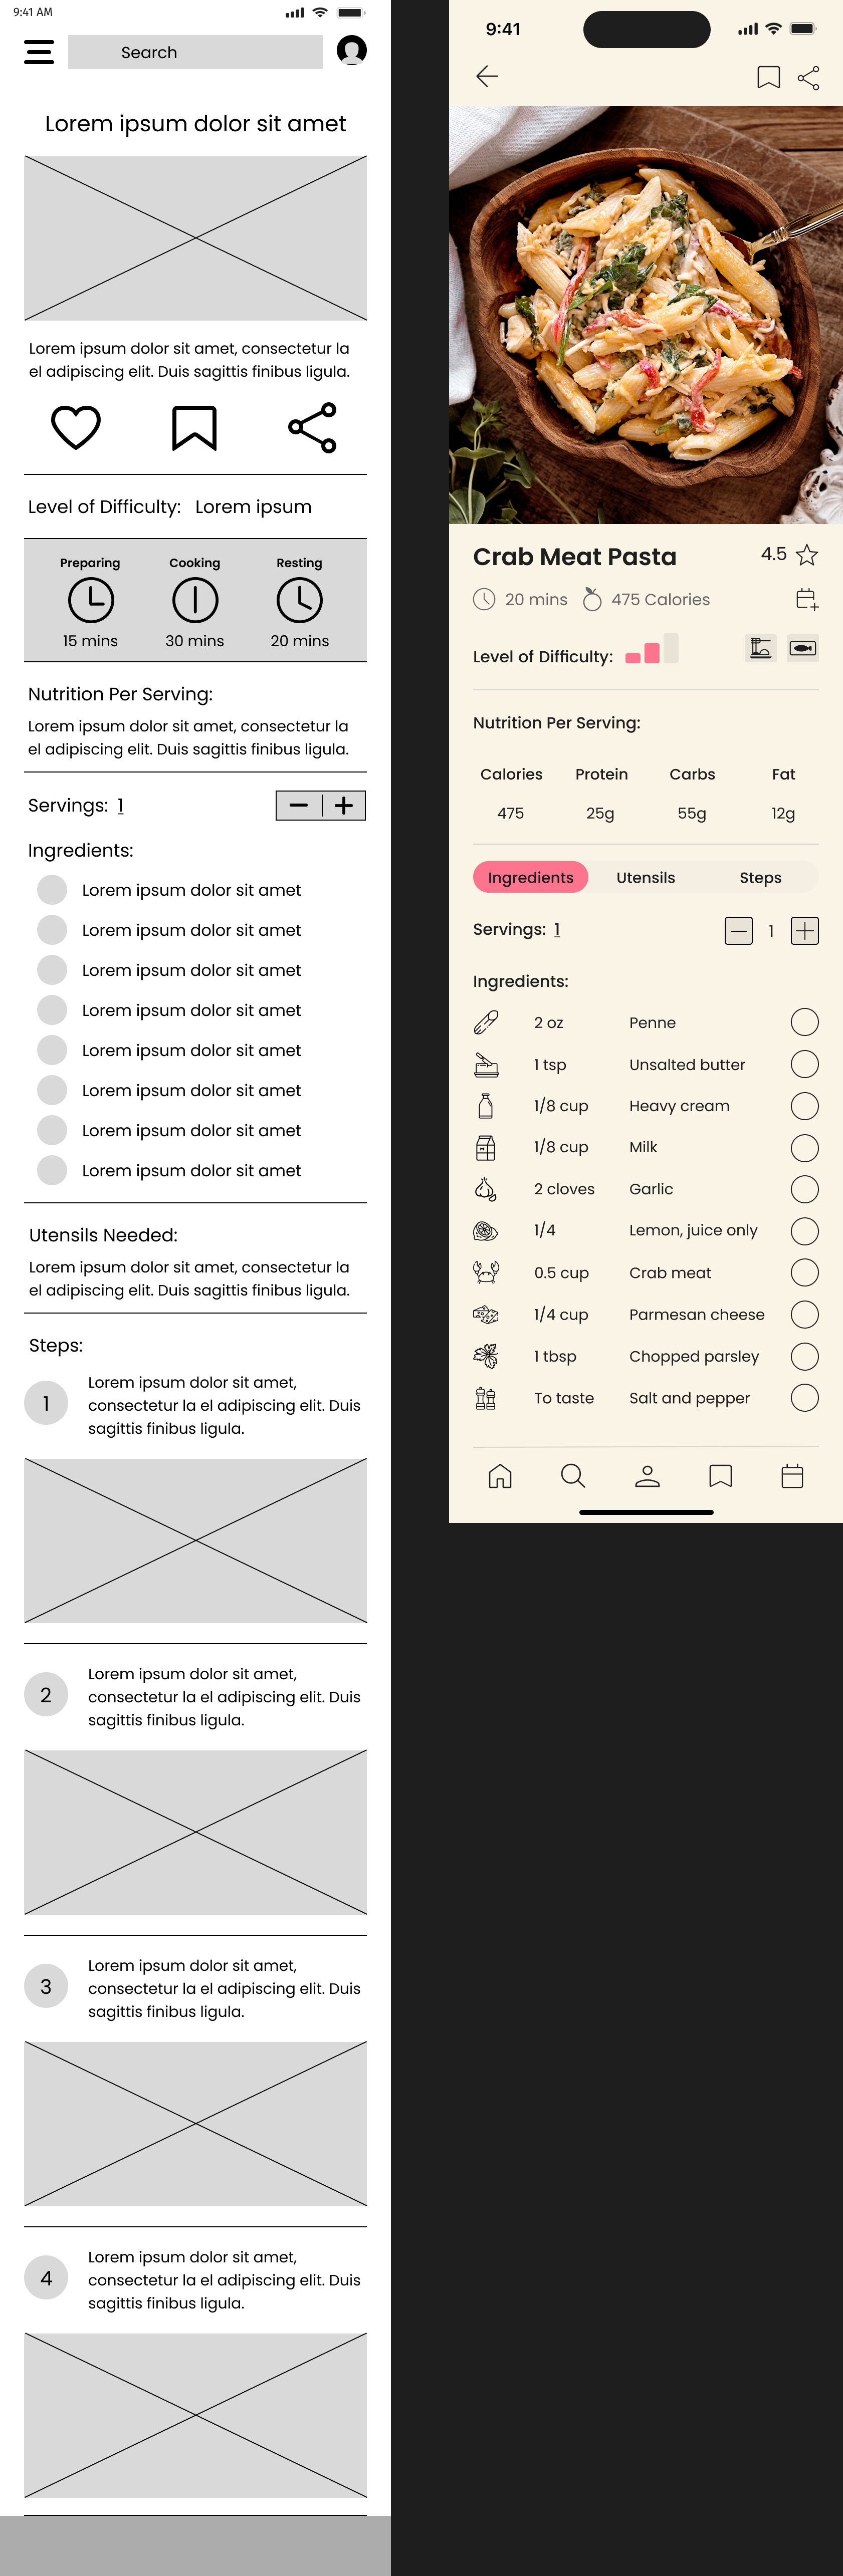 9:41 AM
Search
Lorem ipsum dolor sit amet
Lorem ipsum dolor sit amet, consectetur la
el adipiscing elit. Duis sagittis finibus ligula.
Level of Difficulty: Lorem ipsum
Preparing Cooking Resting
15 mins 30 mins 20 mins
Nutrition Per Serving:
Lorem ipsum dolor sit amet, consectetur la
el adipiscing elit. Duis sagittis finibus ligula.
Servings: 1
Ingredients:
Lorem ipsum dolor sit amet
Lorem ipsum dolor sit amet
Lorem ipsum dolor sit amet
Lorem ipsum dolor sit amet
Lorem ipsum dolor sit amet
Lorem ipsum dolor sit amet
Lorem ipsum dolor sit amet
Lorem ipsum dolor sit amet
Utensils Needed:
Lorem ipsum dolor sit amet, consectetur la
el adipiscing elit. Duis sagittis finibus ligula.
Steps:
1
Lorem ipsum dolor sit amet,
consectetur la el adipiscing elit. Duis
sagittis finibus ligula.
2
Lorem ipsum dolor sit amet,
consectetur la el adipiscing elit. Duis
sagittis finibus ligula.
3
Lorem ipsum dolor sit amet,
consectetur la el adipiscing elit. Duis
sagittis finibus ligula.
4
Lorem ipsum dolor sit amet,
consectetur la el adipiscing elit. Duis
sagittis finibus ligula.
9:41
Crab Meat Pasta 4.5
20 mins 475 Calories
Level of Difficulty:
Nutrition Per Serving:
Calories Protein Carbs Fat
475 25g 55g 12g
Ingredients Utensils Steps
Servings: 1 1
Ingredients:
2 oz Penne
1 tsp Unsalted butter
1/8 cup Heavy cream
1/8 cup Milk
2 cloves Garlic
1/4 Lemon, juice only
0.5 cup Crab meat
1/4 cup Parmesan cheese
1 tbsp Chopped parsley
To taste Salt and pepper